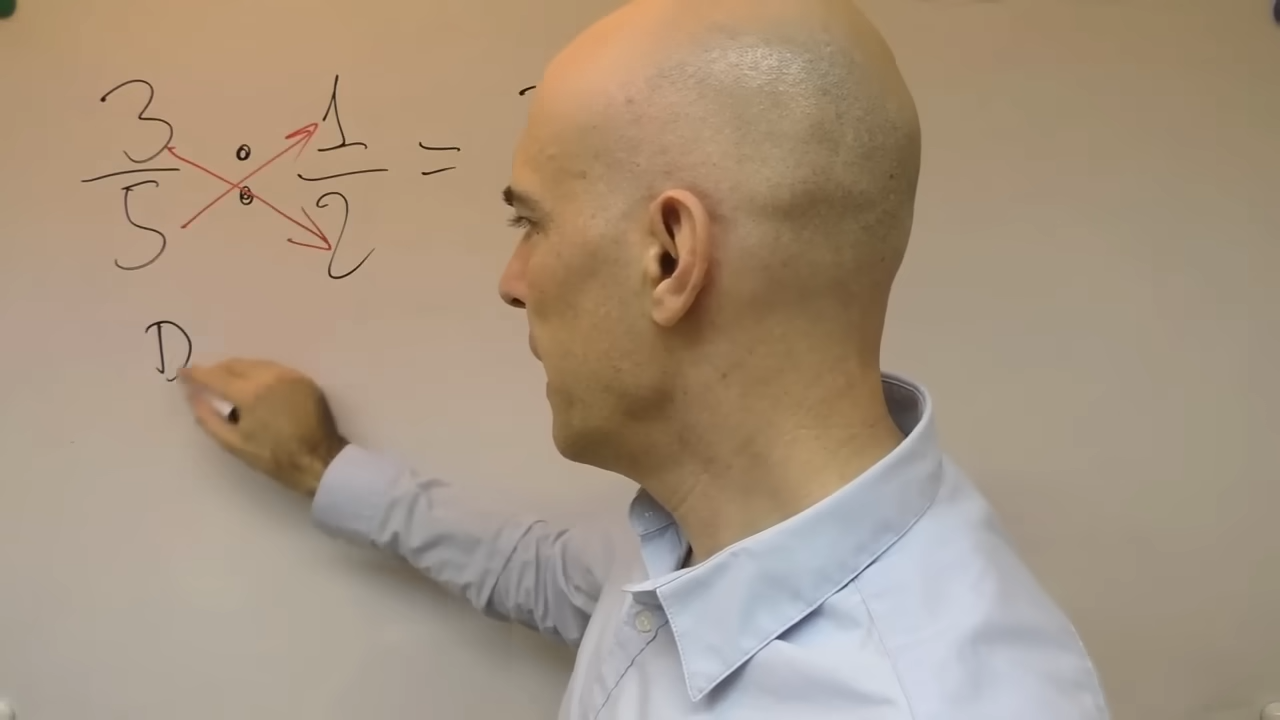 3/5 : 1/2 =
D